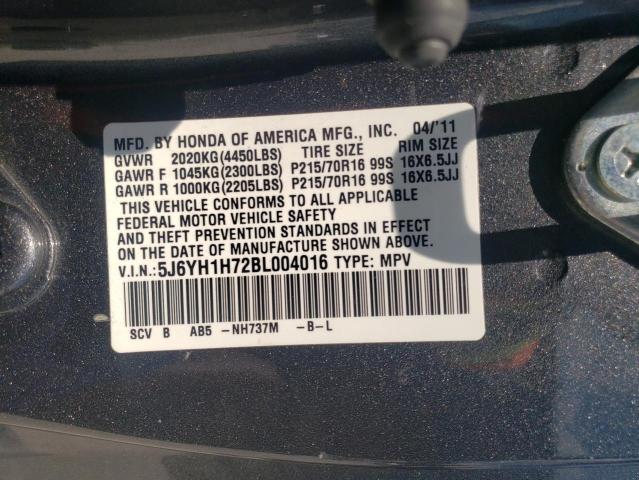 MFD. BY HONDA OF AMERICA MFG., INC. 04/'11
GVWR 2020KG(4450LBS) TIRE SIZE RIM SIZE
GAWR F 1045KG(2300LBS) P215/70R16 99S 16X6.5JJ
GAWR R 1000KG(2205LBS) P215/70R16 99S 16X6.5JJ
THIS VEHICLE CONFORMS TO ALL APPLICABLE
FEDERAL MOTOR VEHICLE SAFETY
AND THEFT PREVENTION STANDARDS IN EFFECT
ON THE DATE OF MANUFACTURE SHOWN ABOVE.
V.I.N.:5J6YH1H72BL004016 TYPE: MPV
SCV B AB5 -NH737M -B-L